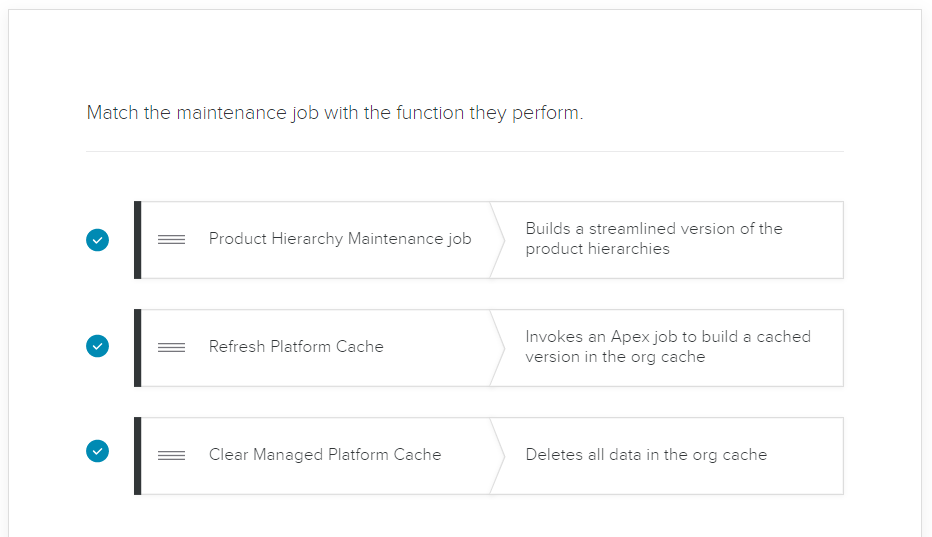 Match the maintenance job with the function they perform.
Product Hierarchy Maintenance job
Builds a streamlined version of the
product hierarchies
Refresh Platform Cache
Invokes an Apex job to build a cached
version in the org cache
Clear Managed Platform Cache
Deletes all data in the org cache